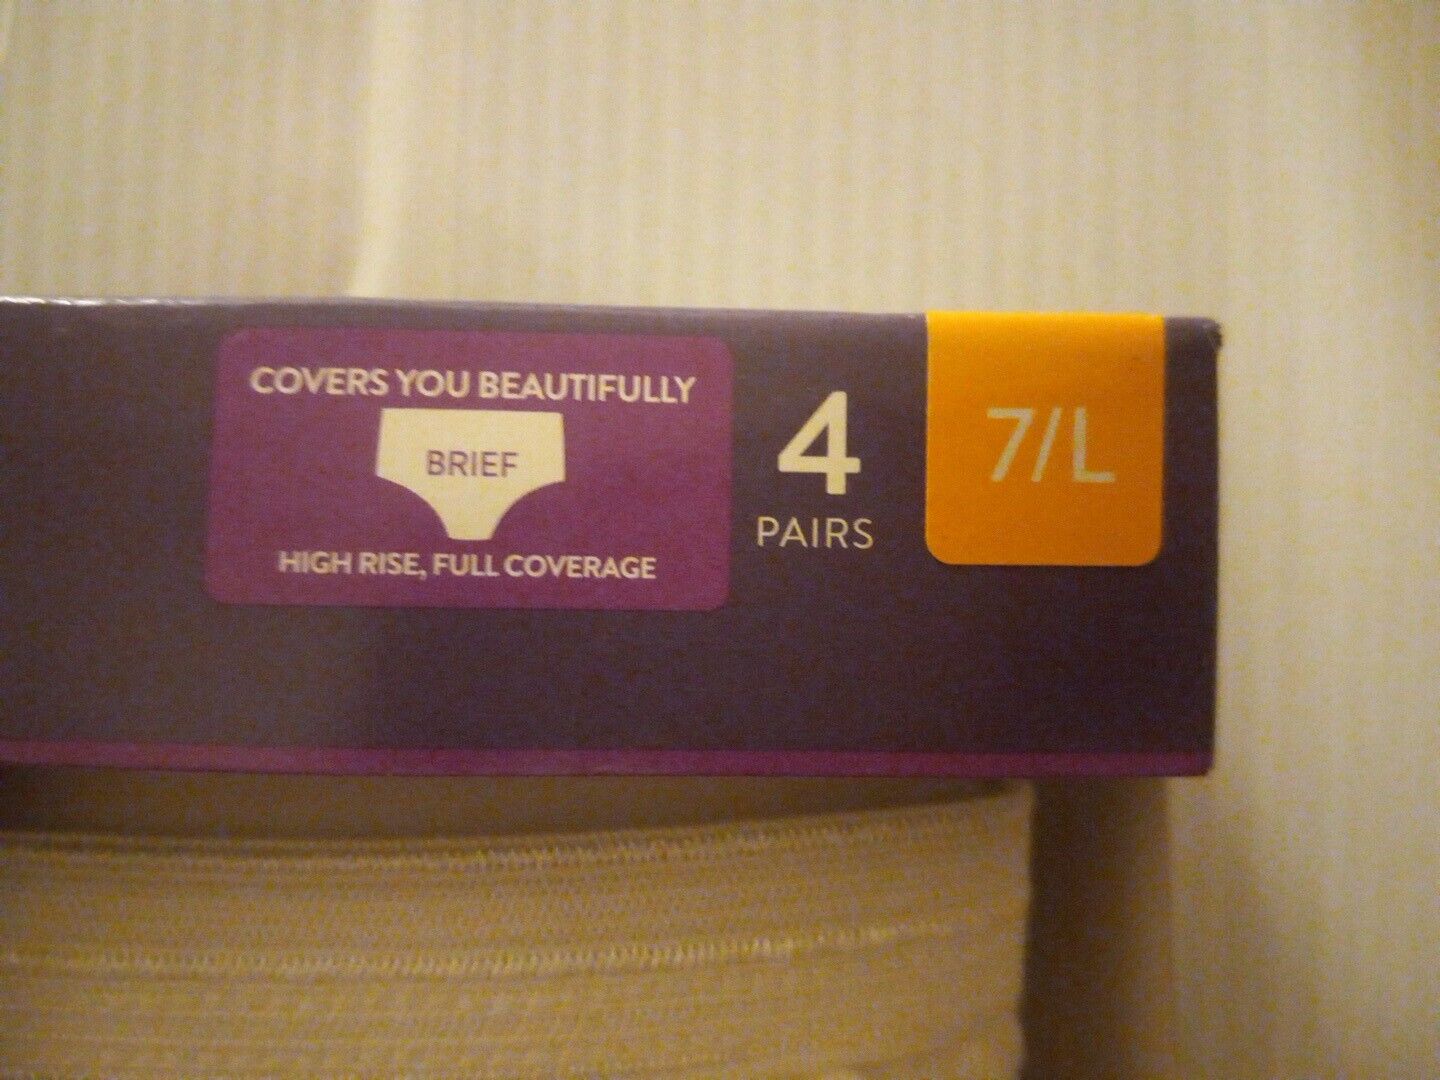 COVERS YOU BEAUTIFULLY
BRIEF
HIGH RISE, FULL COVERAGE
4
PAIRS
7/L